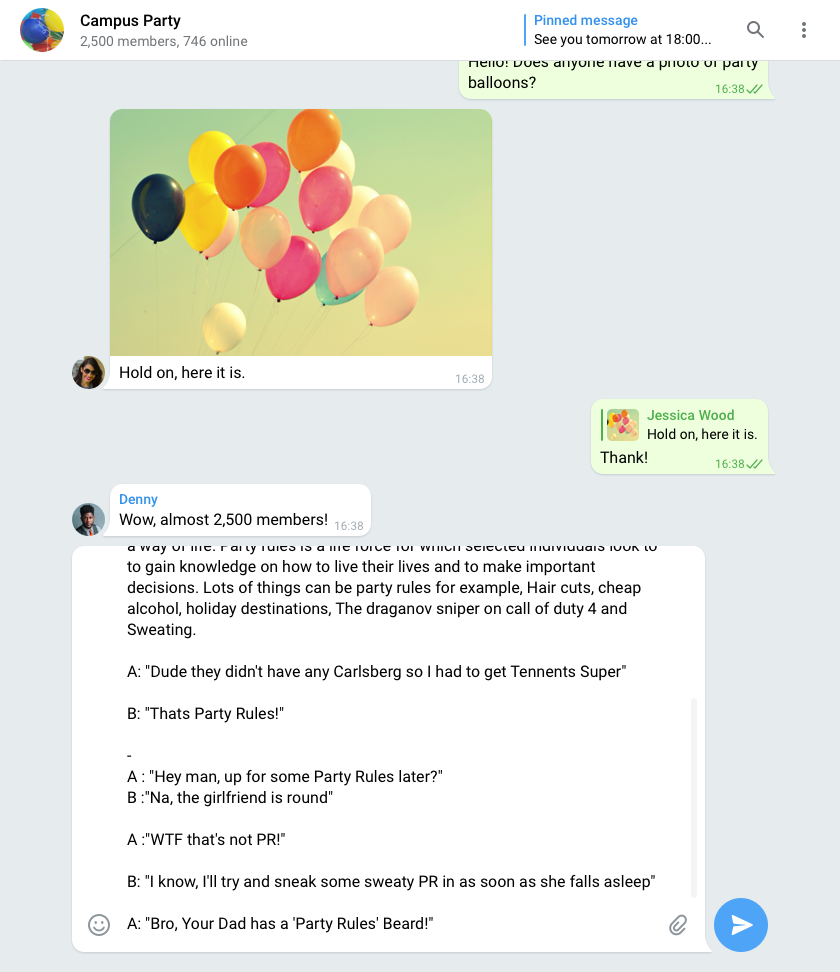 Campus Party
2,500 members, 746 online
Pinned message
See you tomorrow at 18:00...
Hello! Does anyone have a photo of party
balloons?
16:38
Hold on, here it is.
16:38
Jessica Wood
Hold on, here it is.
Thank!
16:38
Denny
Wow, almost 2,500 members!
16:38
a way of life. Party rules is a life force for which selected individuals look to
to gain knowledge on how to live their lives and to make important
decisions. Lots of things can be party rules for example, Hair cuts, cheap
alcohol, holiday destinations, The draganov sniper on call of duty 4 and
Sweating.
A: "Dude they didn't have any Carlsberg so I had to get Tennents Super"
B: "Thats Party Rules!"
-
A : "Hey man, up for some Party Rules later?"
B :"Na, the girlfriend is round"
A :"WTF that's not PR!"
B: "I know, I'll try and sneak some sweaty PR in as soon as she falls asleep"
A: "Bro, Your Dad has a 'Party Rules' Beard!"